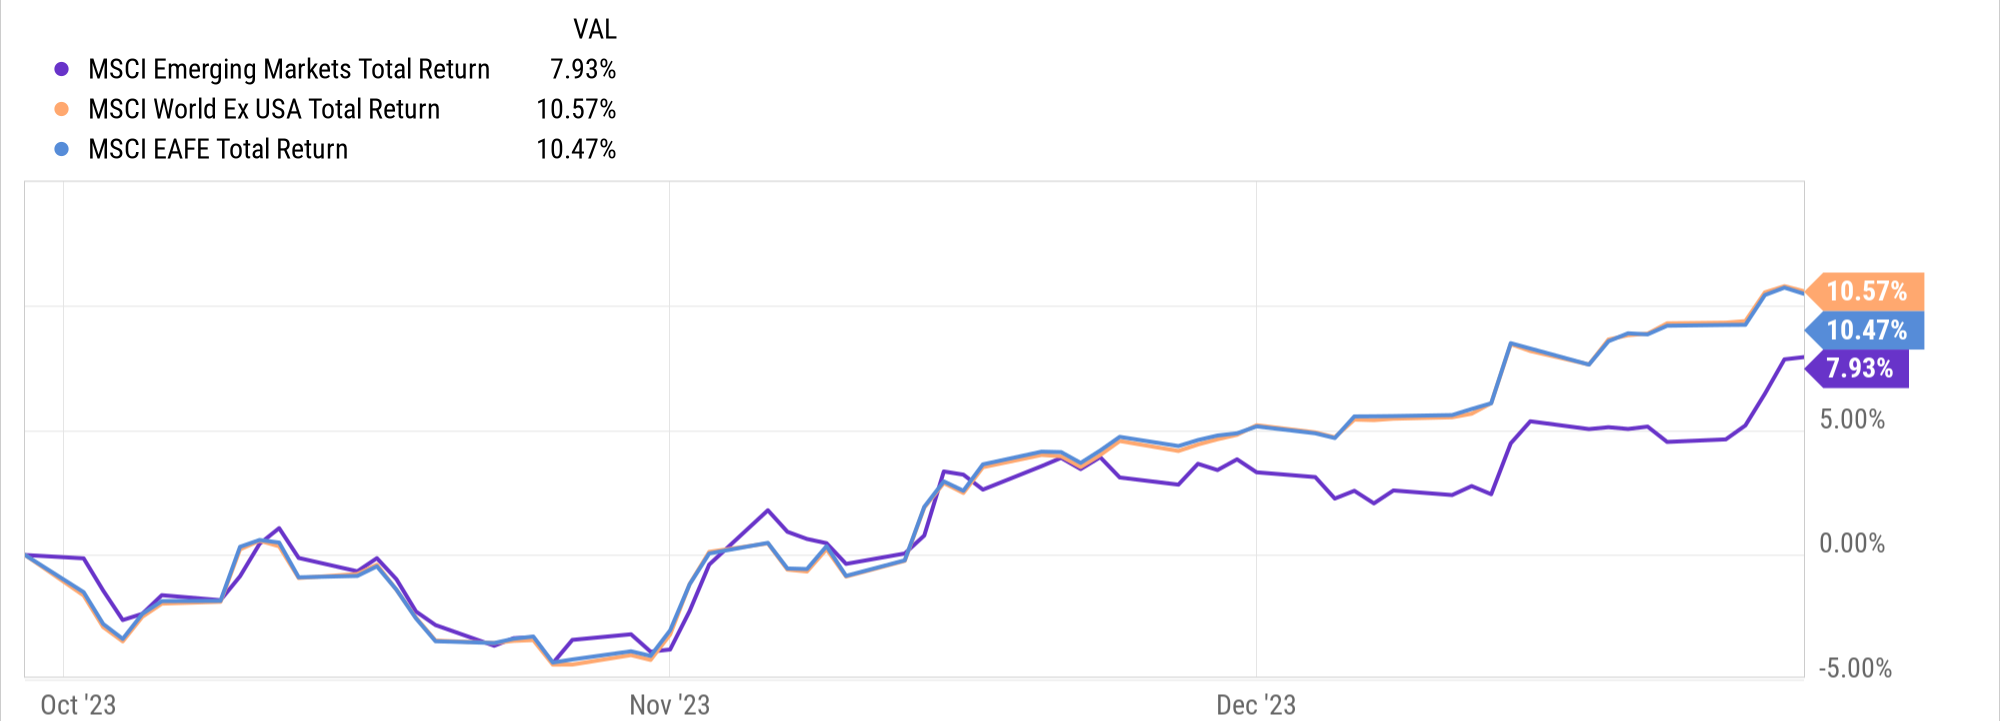 VAL
MSCI Emerging Markets Total Return 7.93%
MSCI World Ex USA Total Return 10.57%
MSCI EAFE Total Return 10.47%
10.57%
10.47%
7.93%
5.00%
0.00%
-5.00%
Oct '23 Nov '23 Dec '23